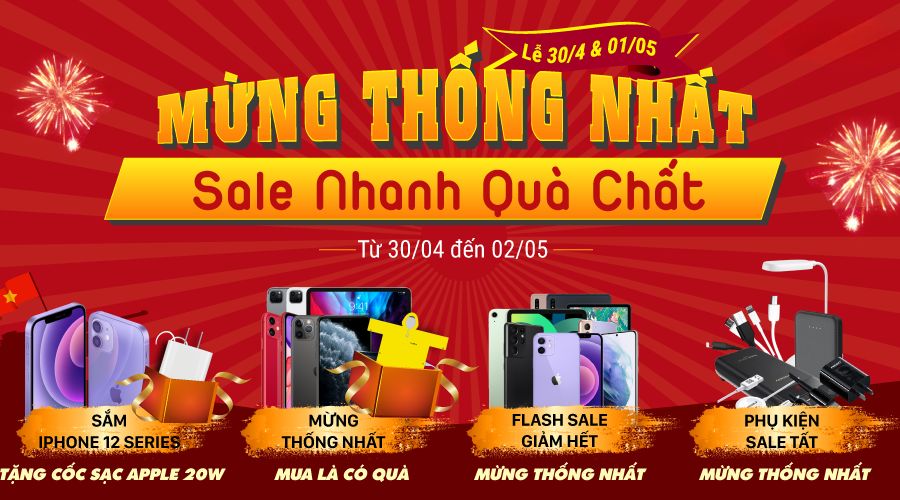 Lễ 30/4 & 01/05
MỪNG THỐNG NHẤT
Sale Nhanh Quà Chất
Từ 30/04 đến 02/05
9:41
SẮM
IPHONE 12 SERIES
TẶNG CỐC SẠC APPLE 20W
MỪNG
THỐNG NHẤT
MUA LÀ CÓ QUÀ
FLASH SALE
GIẢM HẾT
MỪNG THỐNG NHẤT
PHỤ KIỆN
SALE TẤT
MỪNG THỐNG NHẤT